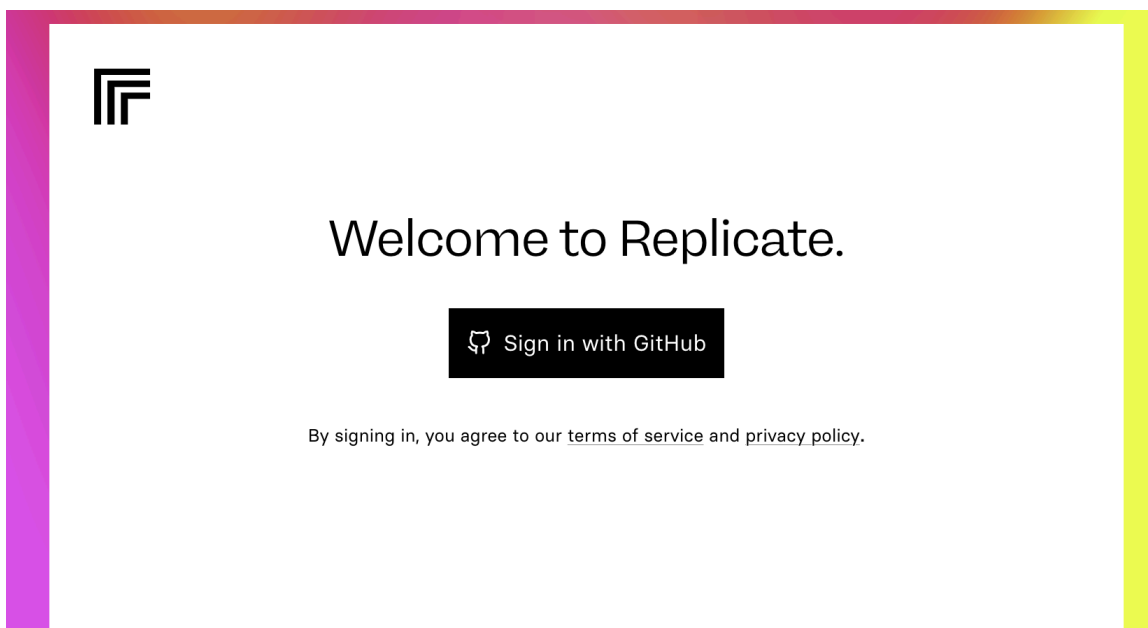 Welcome to Replicate.
Sign in with GitHub
By signing in, you agree to our terms of service and privacy policy.